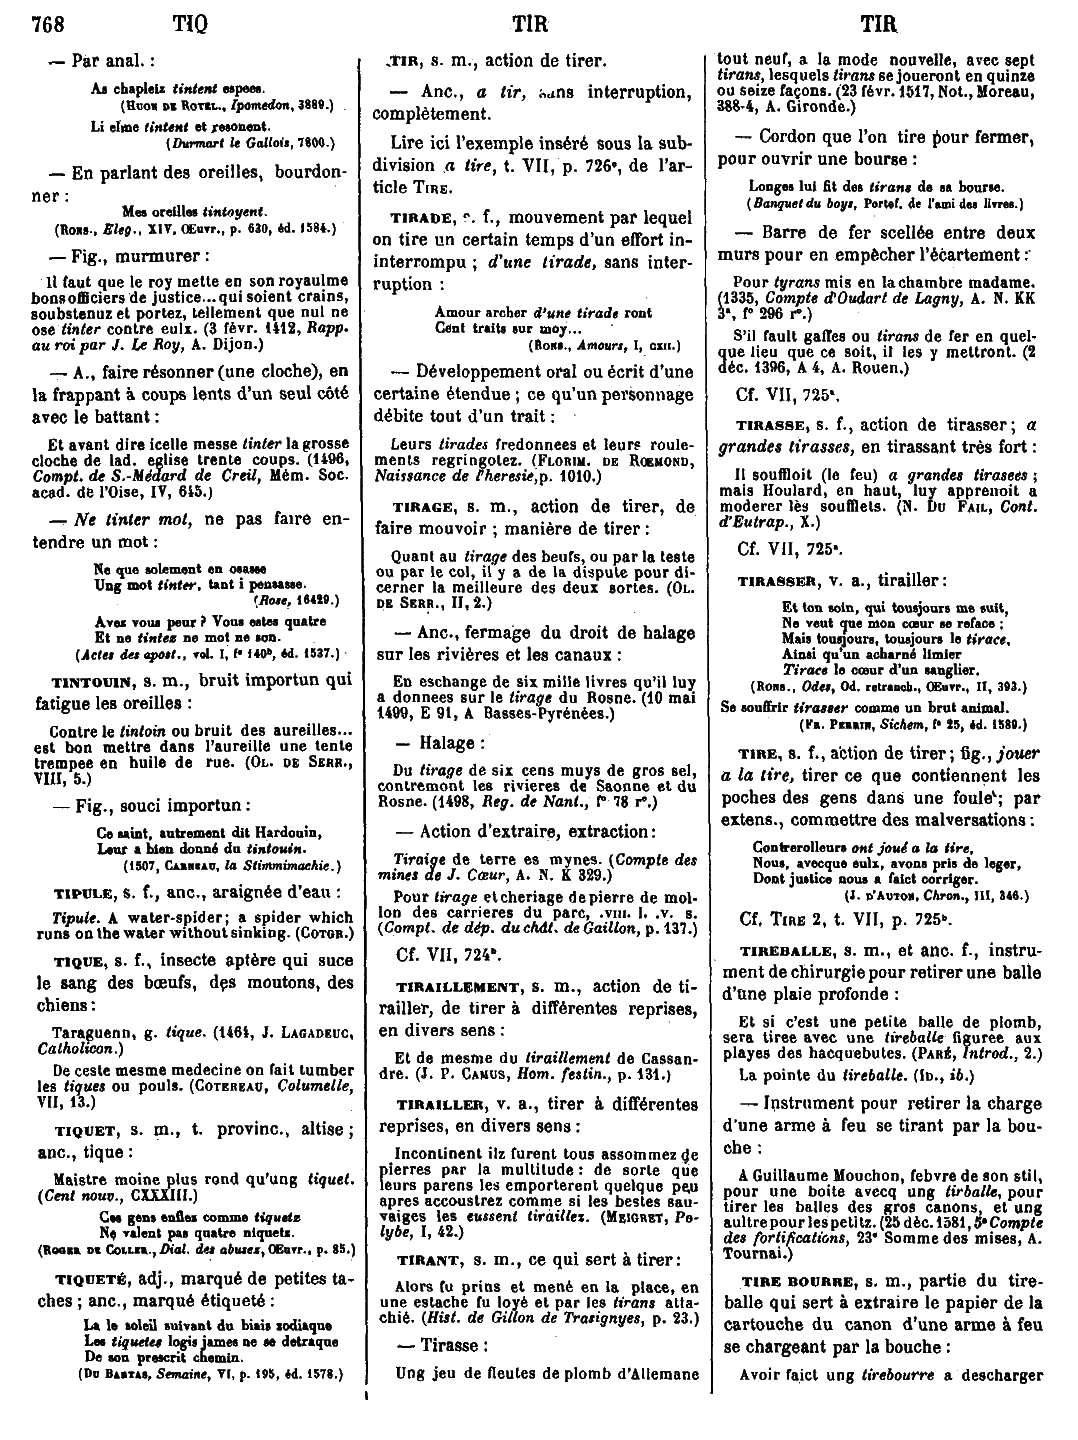 768 TIQ TIR TIR
— Par anal. :
As chapleiz tintent espees.
(HUON DE ROTEL., Ipomedon, 3889.)
Li elme tintent et resonent.
(Durmart le Gallois, 7800.)
— En parlant des oreilles, bourdon-
ner :
Mes oreilles tintoyent.
(RONS., Eleg., XIV, Œuvr., p. 630, éd. 1584.)
— Fig., murmurer :
Il faut que le roy mette en son royaulme
bons officiers de justice... qui soient crains,
soubstenuz et portez, tellement que nul ne
ose tinter contre eulx. (3 févr. 1412, Rapp.
au roi par J. Le Roy, A. Dijon.)
— A., faire résonner (une cloche), en
la frappant à coups lents d'un seul côté
avec le battant :
Et avant dire icelle messe tinter la grosse
cloche de lad. eglise trente coups. (1496,
Compt. de S.-Médard de Creil, Mém. Soc.
acad. de l'Oise, IV, 645.)
— Ne tinter mot, ne pas faire en-
tendre un mot :
Ne que solement en osasse
Ung mot tinter, tant i pensasse.
(Rose, 16429.)
Avez vous peur ? Vous estes quatre
Et ne tintez ne mot ne son.
(Actes des apost., vol. I, f° 140ᵇ, éd. 1537.)
TINTOUIN, s. m., bruit importun qui
fatigue les oreilles :
Contre le tintoin ou bruit des aureilles...
est bon mettre dans l'aureille une tente
trempee en huile de rue. (OL. DE SERR.,
VIII, 5.)
— Fig., souci importun :
Ce saint, autrement dit Hardouin,
Leur a bien donné du tintouin.
(1507, CARNEAU, la Stimmimachie.)
TIPULE, s. f., anc., araignée d'eau :
Tipule. A water-spider; a spider which
runs on the water without sinking. (COTGR.)
TIQUE, s. f., insecte aptère qui suce
le sang des bœufs, des moutons, des
chiens :
Taraguenn, g. tique. (1464, J. LAGADEUC,
Catholicon.)
De ceste mesme medecine on fait tumber
les tiques ou pouls. (COTEREAU, Columelle,
VII, 13.)
TIQUET, s. m., t. provinc., altise ;
anc., tique :
Maistre moine plus rond qu'ung tiquet.
(Cent nouv., CXXXIII.)
Ces gens enflez comme tiquetz
Ne valent pas quatre niquetz.
(ROGER DE COLLER., Dial. des abusez, Œuvr., p. 85.)
TIQUETÉ, adj., marqué de petites ta-
ches ; anc., marqué étiqueté :
La le soleil suivant du biais zodiaque
Les tiquetes logis james ne se detraque
De son prescrit chemin.
(DU BARTAS, Semaine, VI, p. 195, éd. 1578.)
TIR, s. m., action de tirer.
— Anc., a tir, sans interruption,
complètement.
Lire ici l'exemple inséré sous la sub-
division a tire, t. VII, p. 726ᵉ, de l'ar-
ticle TIRE.
TIRADE, s. f., mouvement par lequel
on tire un certain temps d'un effort in-
interrompu ; d'une tirade, sans inter-
ruption :
Amour archer d'une tirade ront
Cent traits sur moy...
(RONS., Amours, I, CXII.)
— Développement oral ou écrit d'une
certaine étendue ; ce qu'un personnage
débite tout d'un trait :
Leurs tirades fredonnees et leurs roule-
ments regringotez. (FLORIM. DE RŒMOND,
Naissance de l'heresie, p. 1010.)
TIRAGE, s. m., action de tirer, de
faire mouvoir ; manière de tirer :
Quant au tirage des beufs, ou par la teste
ou par le col, il y a de la dispute pour di-
cerner la meilleure des deux sortes. (OL.
DE SERR., II, 2.)
— Anc., fermage du droit de halage
sur les rivières et les canaux :
En eschange de six mille livres qu'il luy
a donnees sur le tirage du Rosne. (10 mai
1499, E 91, A Basses-Pyrénées.)
— Halage :
Du tirage de six cens muys de gros sel,
contremont les rivieres de Saonne et du
Rosne. (1498, Reg. de Nant., f° 78 r°.)
— Action d'extraire, extraction :
Tiraige de terre es mynes. (Compte des
mines de J. Cœur, A. N. K 329.)
Pour tirage et cheriage de pierre de mol-
lon des carrieres du parc, .VIII. l. .V. s.
(Compt. de dép. du chât. de Gaillon, p. 137.)
Cf. VII, 724ᵇ.
TIRAILLEMENT, s. m., action de ti-
railler, de tirer à différentes reprises,
en divers sens :
Et de mesme du tiraillement de Cassan-
dre. (J. P. CAMUS, Hom. festin., p. 131.)
TIRAILLER, v. a., tirer à différentes
reprises, en divers sens :
Incontinent ilz furent tous assommez de
pierres par la multitude : de sorte que
leurs parens les emporterent quelque peu
apres accoustrez comme si les bestes sau-
vaiges les eussent tiraillez. (MEIGRET, Po-
lybe, I, 42.)
TIRANT, s. m., ce qui sert à tirer :
Alors fu prins et mené en la place, en
une estache fu loyé et par les tirans atta-
chié. (Hist. de Gillon de Trasignyes, p. 23.)
— Tirasse :
Ung jeu de fleutes de plomb d'Allemane
tout neuf, a la mode nouvelle, avec sept
tirans, lesquels tirans se joueront en quinze
ou seize façons. (23 févr. 1517, Not., Moreau,
388-4, A. Gironde.)
— Cordon que l'on tire pour fermer,
pour ouvrir une bourse :
Longes lui fit des tirans de sa bourse.
(Banquet du boys, Portef. de l'ami des livres.)
— Barre de fer scellée entre deux
murs pour en empêcher l'écartement :
Pour tyrans mis en la chambre madame.
(1335, Compte d'Oudart de Lagny, A. N. KK
3ᵃ, f° 296 r°.)
S'il fault gaffes ou tirans de fer en quel-
que lieu que ce soit, il les y mettront. (2
déc. 1396, A 4, A. Rouen.)
Cf. VII, 725ᵃ.
TIRASSE, s. f., action de tirasser ; a
grandes tirasses, en tirassant très fort :
Il souffloit (le feu) a grandes tirasees ;
mais Houlard, en haut, luy apprenoit a
moderer lès soufflets. (N. DU FAIL, Cont.
d'Eutrap., X.)
Cf. VII, 725ᵃ.
TIRASSER, v. a., tirailler :
Et ton soin, qui tousjours me suit,
Ne veut que mon cœur se reface ;
Mais tousjours, tousjours le tirace,
Ainsi qu'un acharné limier
Tirace le cœur d'un sanglier.
(RONS., Odes, Od. retranch., Œuvr., II, 393.)
Se souffrir tirasser comme un brut animal.
(FR. PERRIN, Sichem, f° 25, éd. 1589.)
TIRE, s. f., action de tirer ; fig., jouer
a la tire, tirer ce que contiennent les
poches des gens dans une foule ; par
extens., commettre des malversations :
Contrerolleurs ont joué a la tire,
Nous, avecque eulx, avons pris de leger,
Dont justice nous a faict corriger.
(J. D'AUTON, Chron., III, 346.)
Cf. TIRE 2, t. VII, p. 725ᵇ.
TIREBALLE, s. m., et anc. f., instru-
ment de chirurgie pour retirer une balle
d'une plaie profonde :
Et si c'est une petite balle de plomb,
sera tiree avec une tireballe figuree aux
playes des hacquebutes. (PARÉ, Introd., 2.)
La pointe du tireballe. (ID., ib.)
— Instrument pour retirer la charge
d'une arme à feu se tirant par la bou-
che :
A Guillaume Mouchon, febvre de son stil,
pour une boite avecq ung tirballe, pour
tirer les balles des gros canons, et ung
aultre pour les petitz. (25 déc. 1581, 5ᵉ Compte
des fortifications, 23ᵉ Somme des mises, A.
Tournai.)
TIRE BOURRE, s. m., partie du tire-
balle qui sert à extraire le papier de la
cartouche du canon d'une arme à feu
se chargeant par la bouche :
Avoir faict ung tirebourre a descharger